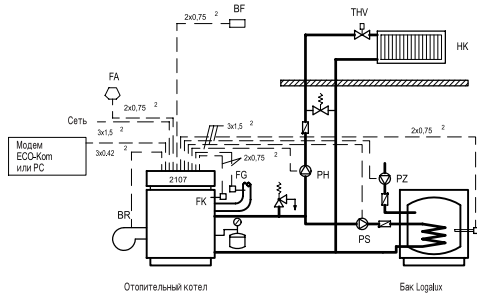 THV
BF
2x0,75 2
HK
FA
2x0,75 2
Сеть
3x1,5 2
3x1,5 2
2x0,75 2
Модем
ECO-Kom
или PC
3x0,42 2
2x0,75 2
2107
FG
FK
PH
PZ
BR
PS
Отопительный котел
Бак Logalux